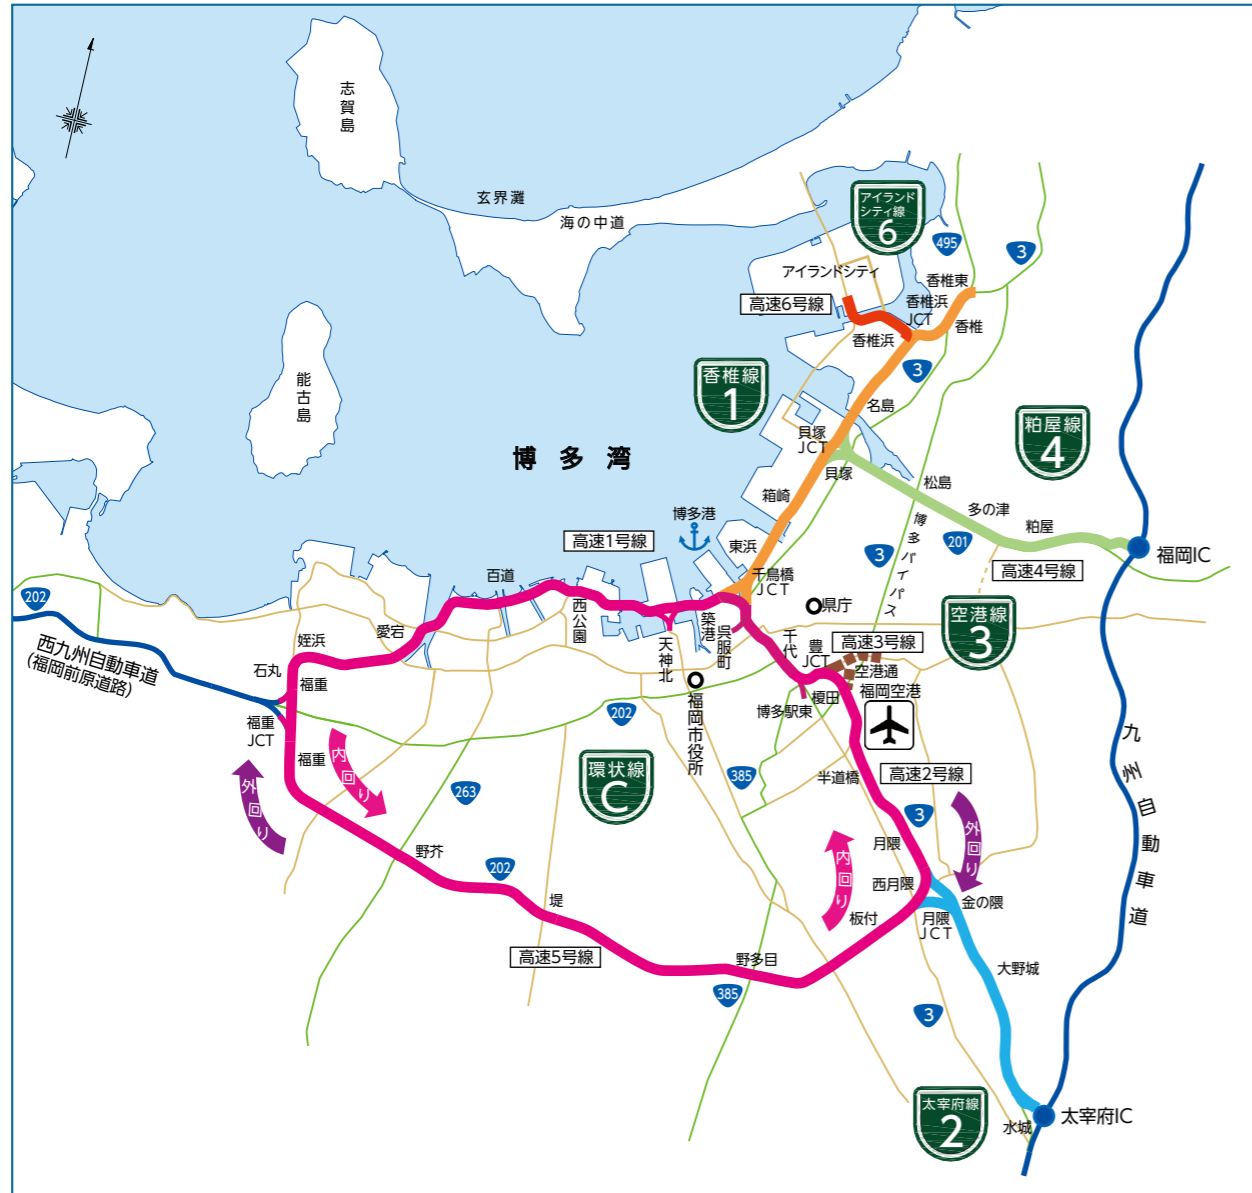 志賀島
玄界灘
海の中道
アイランド
シティ線
6
495
3
アイランドシティ
香椎東
高速6号線
香椎浜
JCT
香椎
香椎浜
3
香椎線
1
能古島
名島
粕屋線
4
博多湾
貝塚
JCT
貝塚
松島
箱崎
多の津
博多港
粕屋
博多バイパス
201
高速1号線
東浜
3
福岡IC
高速4号線
百道
千鳥橋
JCT
202
西公園
築港
呉服町
県庁
空港線
3
愛宕
千代
高速3号線
姪浜
天神北
豊
JCT
空港通
西九州自動車道
(福岡前原道路)
石丸
福重
榎田
福岡空港
博多駅東
202
福岡市役所
福重
JCT
福重
内回り
外回り
環状線
C
385
263
半道橋
高速2号線
九州自動車道
3
外回り
内回り
月隈
野芥
202
西月隈
金の隈
堤
板付
月隈
JCT
高速5号線
野多目
大野城
385
3
太宰府線
2
水城
太宰府IC